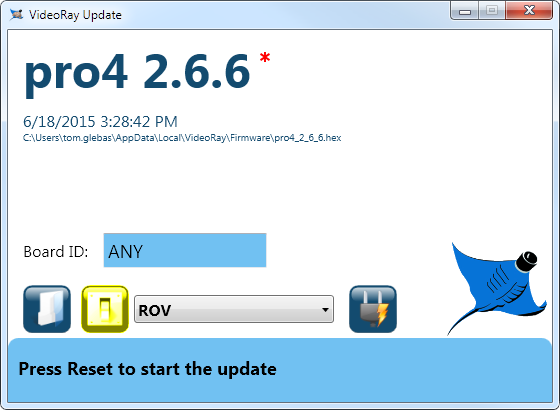 VideoRay Update
pro4 2.6.6 *
6/18/2015 3:28:42 PM
C:\Users\tom.glebas\AppData\Local\VideoRay\Firmware\pro4_2_6_6.hex
Board ID: ANY
ROV
Press Reset to start the update